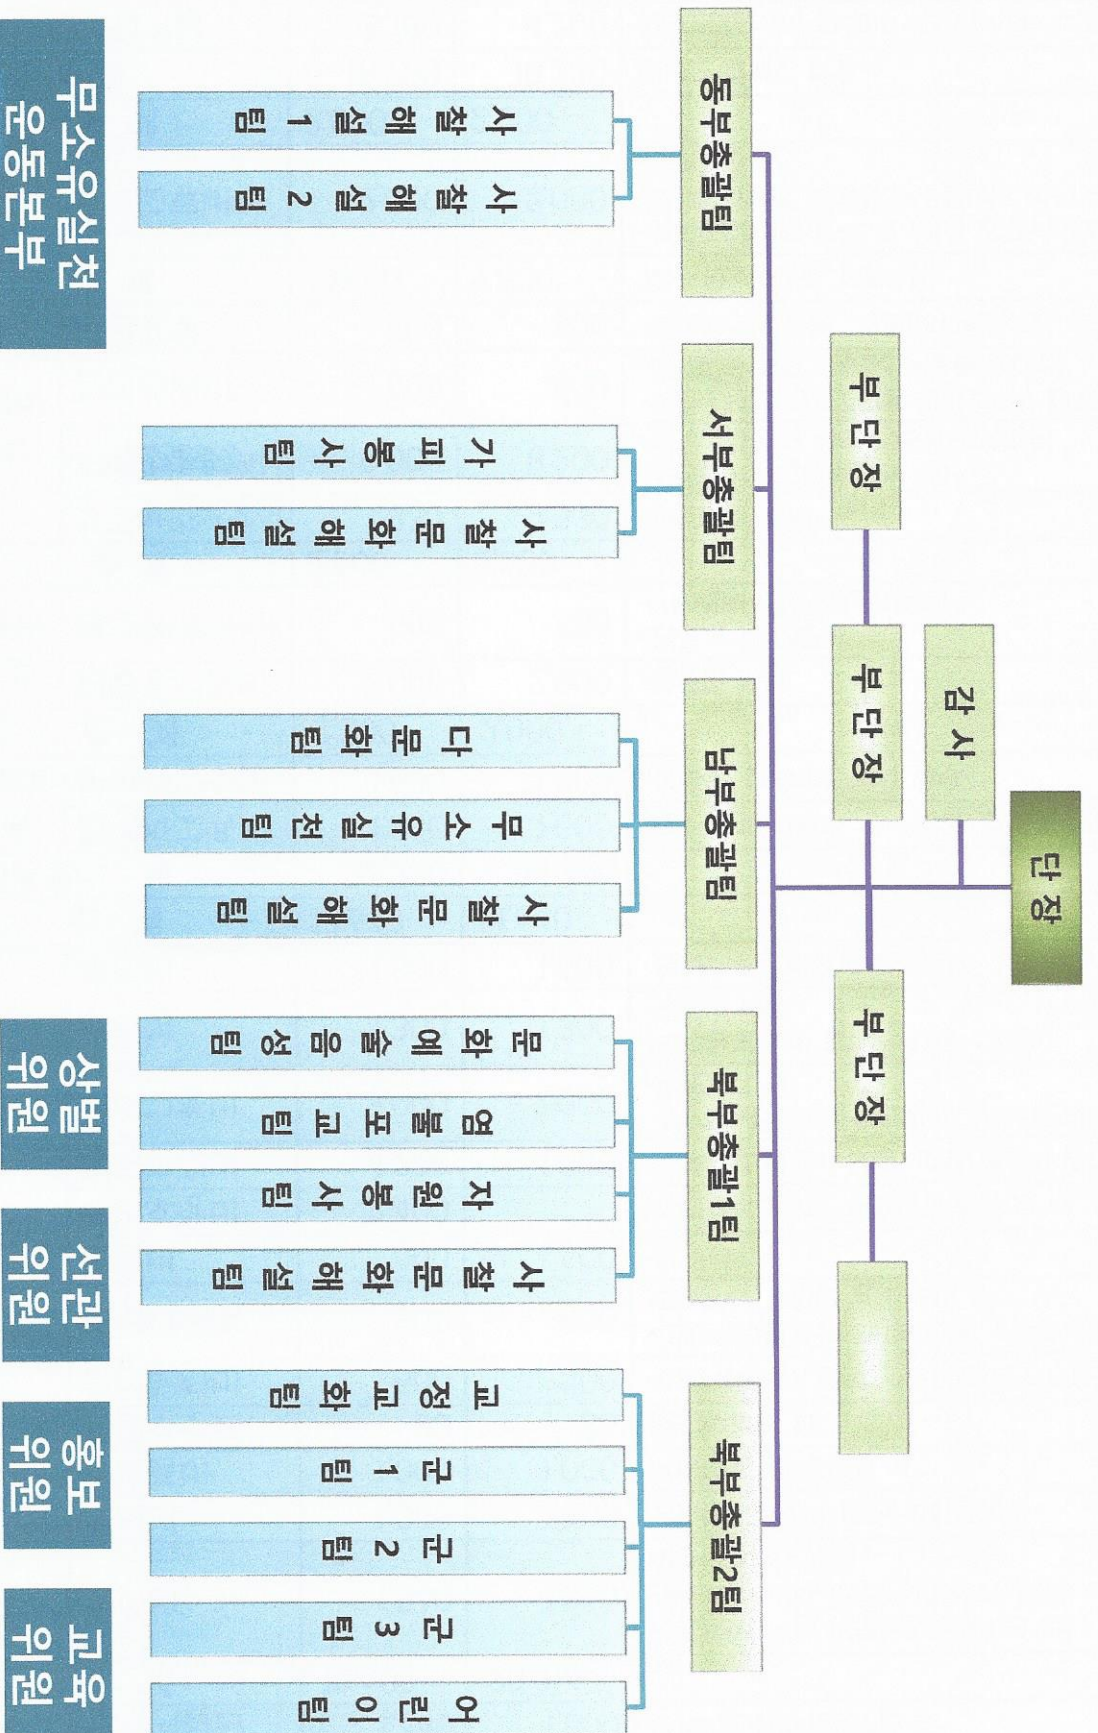 단장
감사
부단장
부단장
부단장
동부총괄팀
서부총괄팀
남부총괄팀
북부총괄1팀
북부총괄2팀
사찰해설1팀
사찰해설2팀
가피봉사팀
사찰문화해설팀
다문화팀
무소유실천팀
사찰문화해설팀
문화예술음성팀
염불포교팀
자원봉사팀
사찰문화해설팀
교정교화팀
군1팀
군2팀
군3팀
어린이팀
무소유실천
운동본부
상벌
위원
선관
위원
홍보
위원
교육
위원